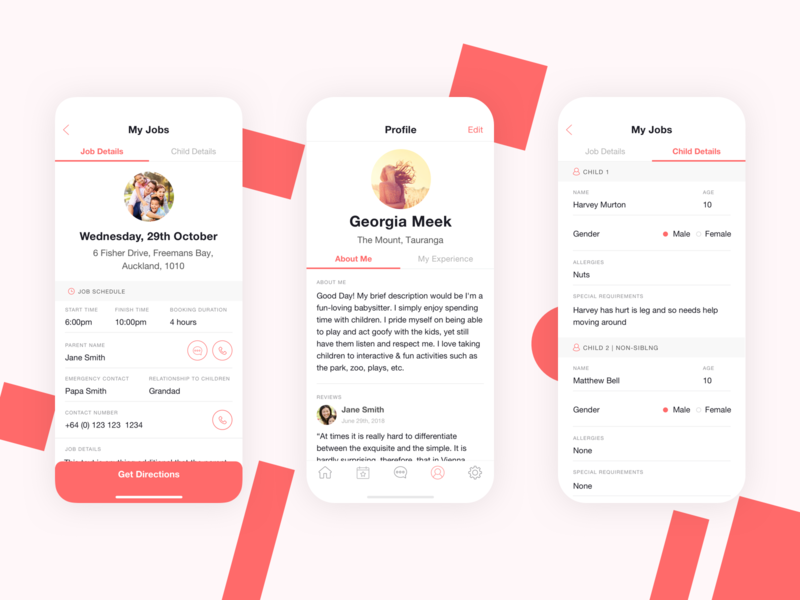 My Jobs
Job Details Child Details
Wednesday, 29th October
6 Fisher Drive, Freemans Bay,
Auckland, 1010
JOB SCHEDULE
START TIME FINISH TIME BOOKING DURATION
6:00pm 10:00pm 4 hours
PARENT NAME
Jane Smith
EMERGENCY CONTACT RELATIONSHIP TO CHILDREN
Papa Smith Grandad
CONTACT NUMBER
+64 (0) 123 123 1234
JOB DETAILS
Get Directions
Profile Edit
Georgia Meek
The Mount, Tauranga
About Me My Experience
ABOUT ME
Good Day! My brief description would be I'm a
fun-loving babysitter. I simply enjoy spending
time with children. I pride myself on being able
to play and act goofy with the kids, yet still
have them listen and respect me. I love taking
children to interactive & fun activities such as
the park, zoo, plays, etc.
REVIEWS
Jane Smith
June 29th, 2018
"At times it is really hard to differentiate
between the exquisite and the simple. It is
hardly surprising, therefore, that in Vienna
My Jobs
Job Details Child Details
CHILD 1
NAME AGE
Harvey Murton 10
Gender Male Female
ALLERGIES
Nuts
SPECIAL REQUIREMENTS
Harvey has hurt is leg and so needs help
moving around
CHILD 2 | NON-SIBLNG
NAME AGE
Matthew Bell 10
Gender Male Female
ALLERGIES
None
SPECIAL REQUIREMENTS
None